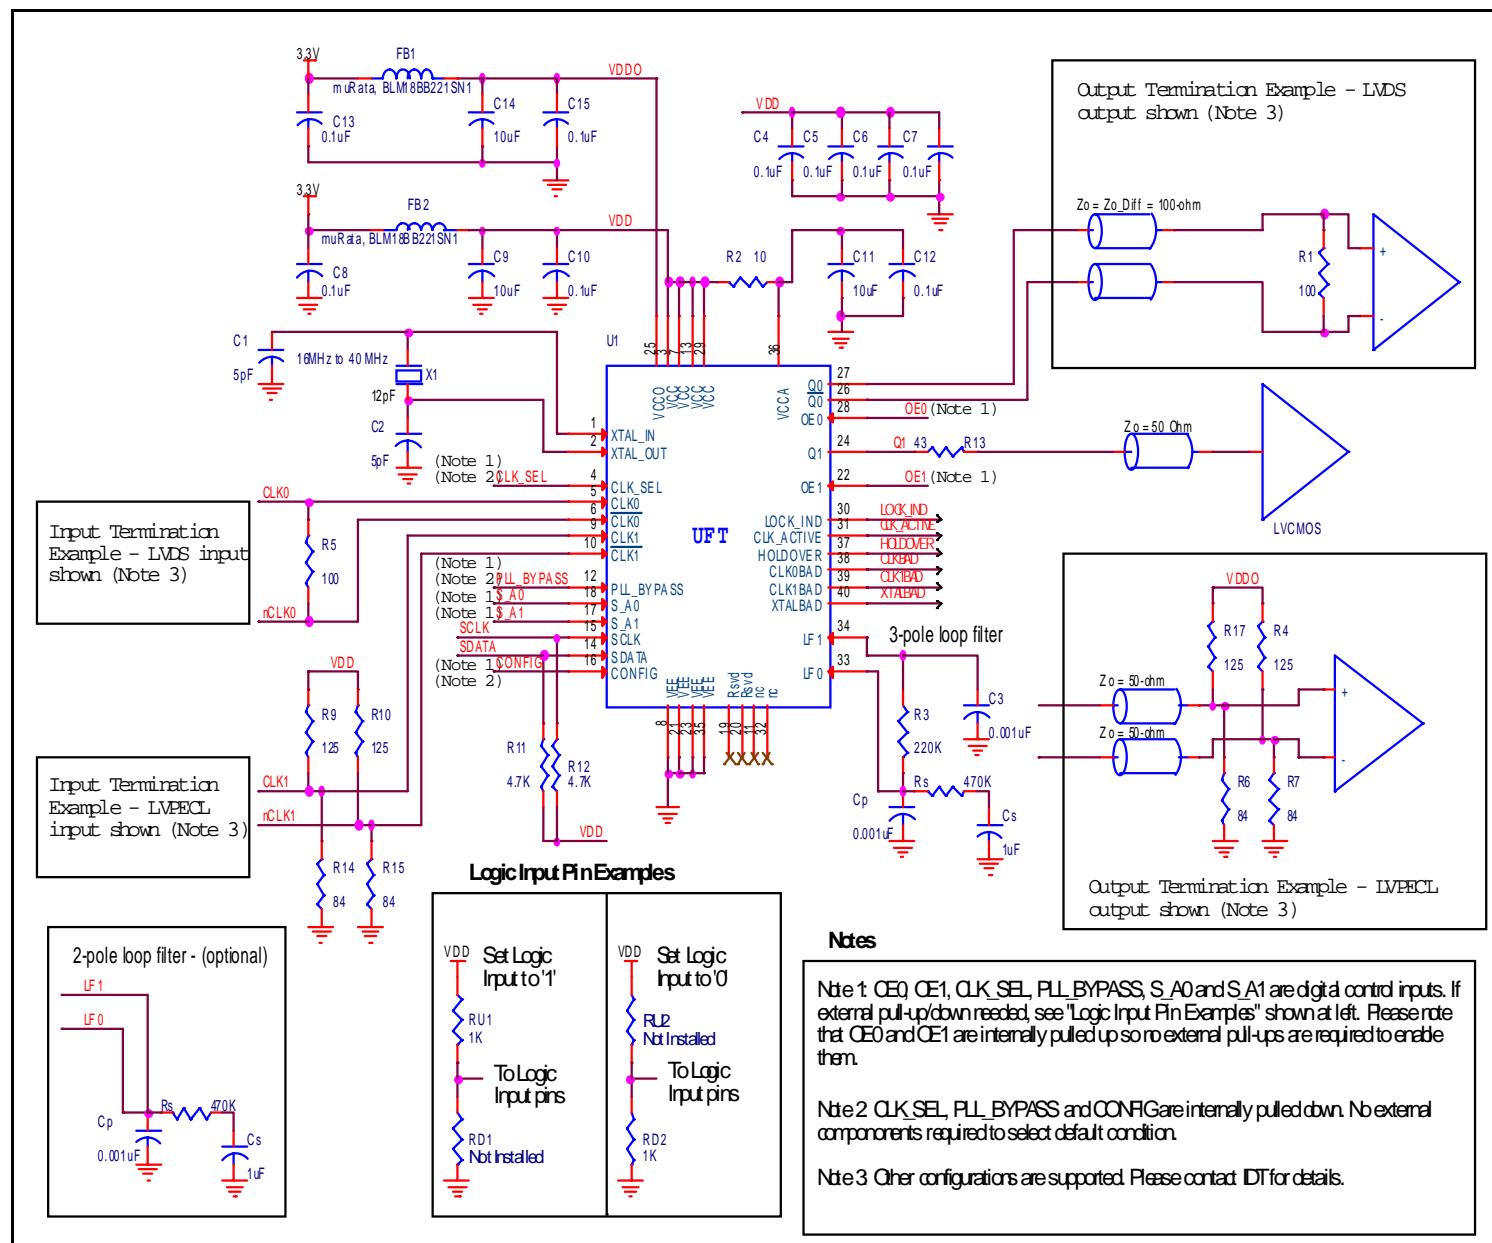 3.3V
FB1
muRata, BLM18BB221SN1
VDDO
C13
0.1uF
C14
10uF
C15
0.1uF
3.3V
FB2
muRata, BLM18BB221SN1
VDD
C8
0.1uF
C9
10uF
C10
0.1uF
VDD
C4
C5
C6
C7
0.1uF
0.1uF
0.1uF
0.1uF
R2 10
C11
10uF
C12
0.1uF
Output Termination Example - LVDS
output shown (Note 3)
Zo = Zo_Diff = 100-ohm
R1
100
+
-
C1
5pF
16MHz to 40 MHz
X1
12pF
C2
5pF
U1
25
3
7
13
29
36
VCCO
VCC
VCC
VCC
VCC
VCCA
1
XTAL_IN
2
XTAL_OUT
(Note 1)
(Note 2)
CLK_SEL
4
CLK_SEL
5
CLK0
6
CLK0
9
CLK1
10
CLK1
(Note 1)
(Note 2)
PLL_BYPASS
12
PLL_BYPASS
(Note 1)
S_A0
18
S_A0
(Note 1)
S_A1
17
S_A1
SCLK
15
SCLK
SDATA
14
SDATA
(Note 1)
(Note 2)
CONFIG
16
CONFIG
UFT
27
Q0
26
Q0
28
OE0
OE0 (Note 1)
24
Q1
Q1 43 R13
Zo = 50 Ohm
LVCMOS
22
OE1
OE1 (Note 1)
30
LOCK_IND
LOCK_IND
31
CLK_ACTIVE
CLK_ACTIVE
37
HOLDOVER
HOLDOVER
38
CLK0BAD
CLKBAD
39
CLK1BAD
CLK1BAD
40
XTALBAD
XTALBAD
34
LF1
33
LF0
VEE
VEE
VEE
VEE
Rsvd
Rsvd
nc
nc
8
21
23
35
19
20
11
32
CLK0
Input Termination
Example - LVDS input
shown (Note 3)
R5
100
nCLK0
VDD
R9
125
R10
125
CLK1
Input Termination
Example - LVPECL
input shown (Note 3)
nCLK1
R14
84
R15
84
R11
4.7K
R12
4.7K
VDD
3-pole loop filter
R3
220K
C3
0.001uF
Rs 470K
Cp
0.001uF
Cs
1uF
VDDO
R17
125
R4
125
Zo = 50-ohm
Zo = 50-ohm
+
-
R6
84
R7
84
Output Termination Example - LVPECL
output shown (Note 3)
2-pole loop filter - (optional)
LF1
LF0
Rs 470K
Cp
0.001uF
Cs
1uF
Logic Input Pin Examples
VDD
Set Logic
Input to '1'
RU1
1K
To Logic
Input pins
RD1
Not Installed
VDD
Set Logic
Input to '0'
RU2
Not Installed
To Logic
Input pins
RD2
1K
Notes
Note 1: OE0, OE1, CLK_SEL, PLL_BYPASS, S_A0 and S_A1 are digital control inputs. If
external pull-up/down needed, see "Logic Input Pin Examples" shown at left. Please note
that OE0 and OE1 are internally pulled up so no external pull-ups are required to enable
them.
Note 2: CLK_SEL, PLL_BYPASS and CONFIG are internally pulled down. No external
compononents required to select default condition.
Note 3: Other configurations are supported. Please contact IDT for details.